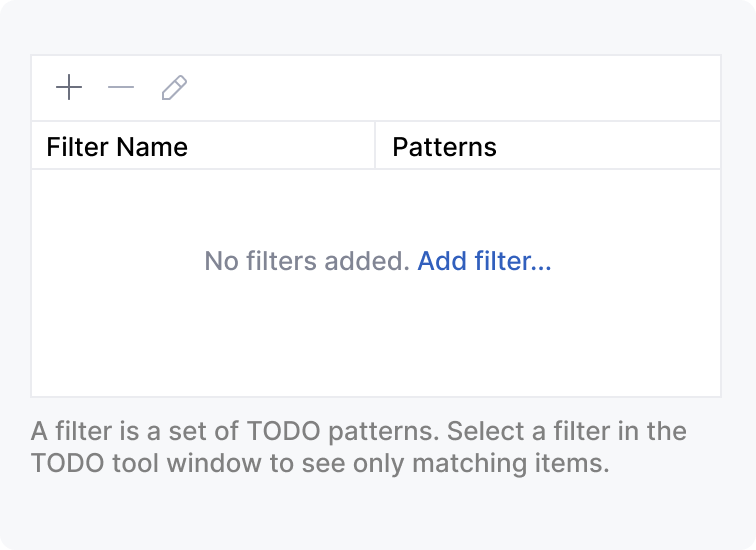 Filter Name
Patterns
No filters added. Add filter...
A filter is a set of TODO patterns. Select a filter in the
TODO tool window to see only matching items.